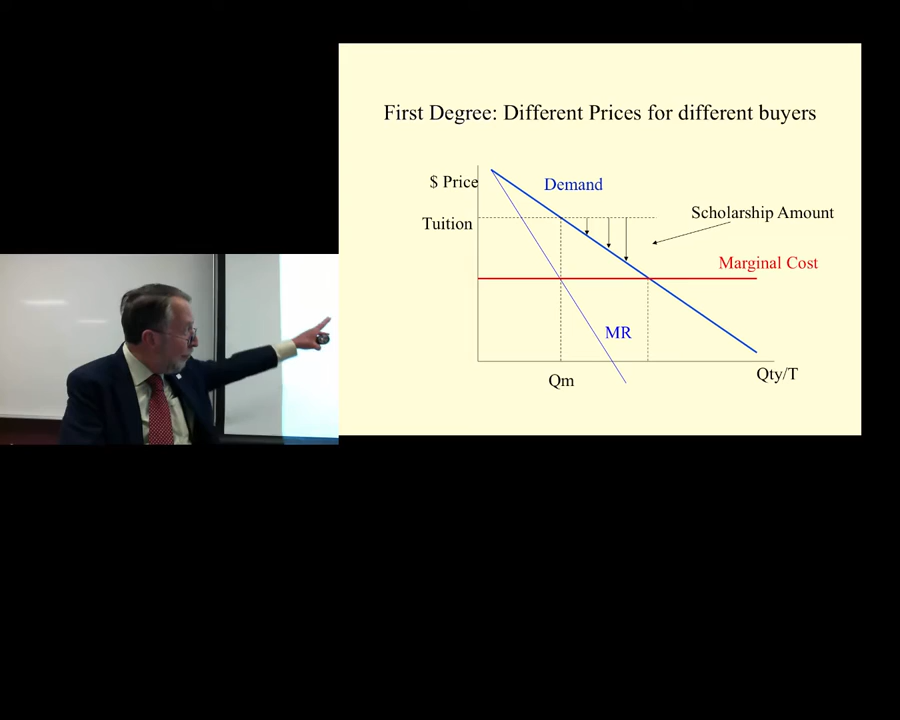 First Degree: Different Prices for different buyers
$ Price
Demand
Tuition
Scholarship Amount
Marginal Cost
MR
Qm
Qty/T